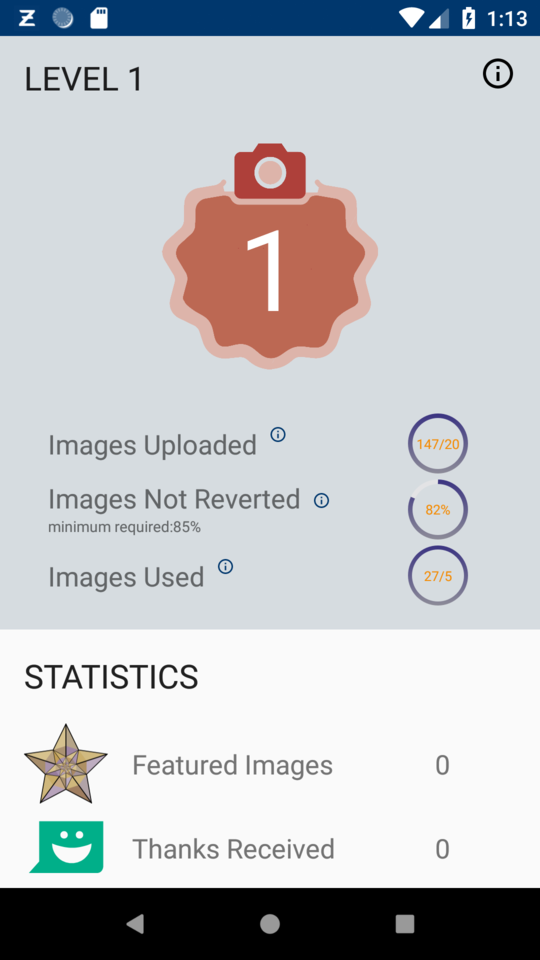 1:13
LEVEL 1
1
Images Uploaded 147/20
Images Not Reverted 82%
minimum required:85%
Images Used 27/5
STATISTICS
Featured Images 0
Thanks Received 0